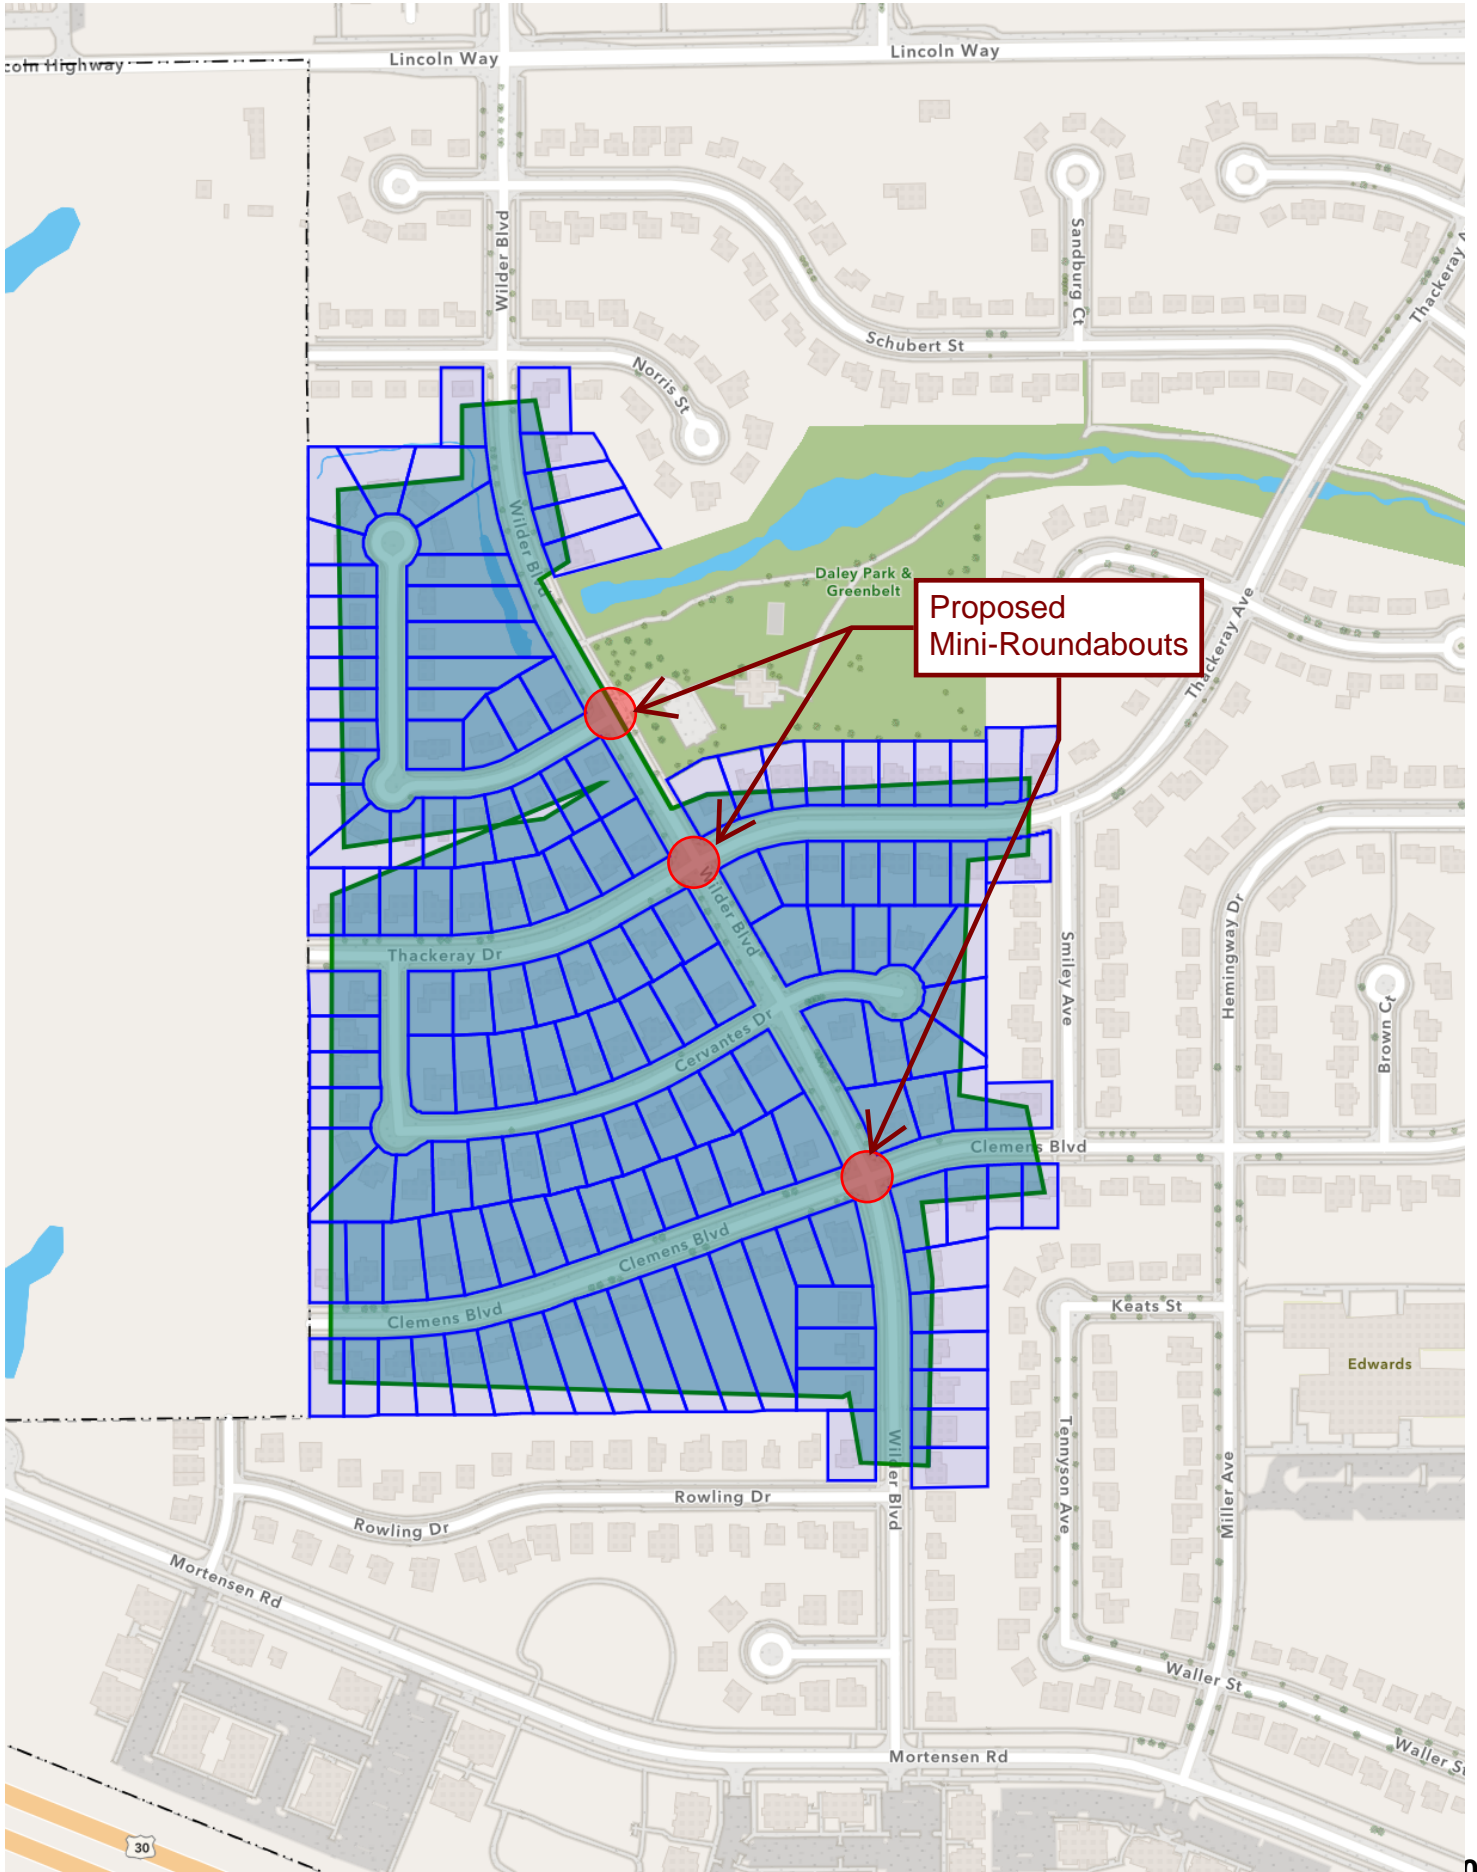 Lincoln Way
Lincoln Way
coln Highway
Wilder Blvd
Sandburg Ct
Thackeray A
Schubert St
Norris St
Wilder Blvd
Daley Park &
Greenbelt
Proposed
Mini-Roundabouts
Thackeray Ave
Wilder Blvd
Thackeray Dr
Smiley Ave
Hemingway Dr
Brown Ct
Cervantes Dr
Clemens Blvd
Clemens Blvd
Clemens Blvd
Keats St
Edwards
Tennyson Ave
Miller Ave
Wilder Blvd
Rowling Dr
Rowling Dr
Mortensen Rd
Waller St
Waller St
Mortensen Rd
30